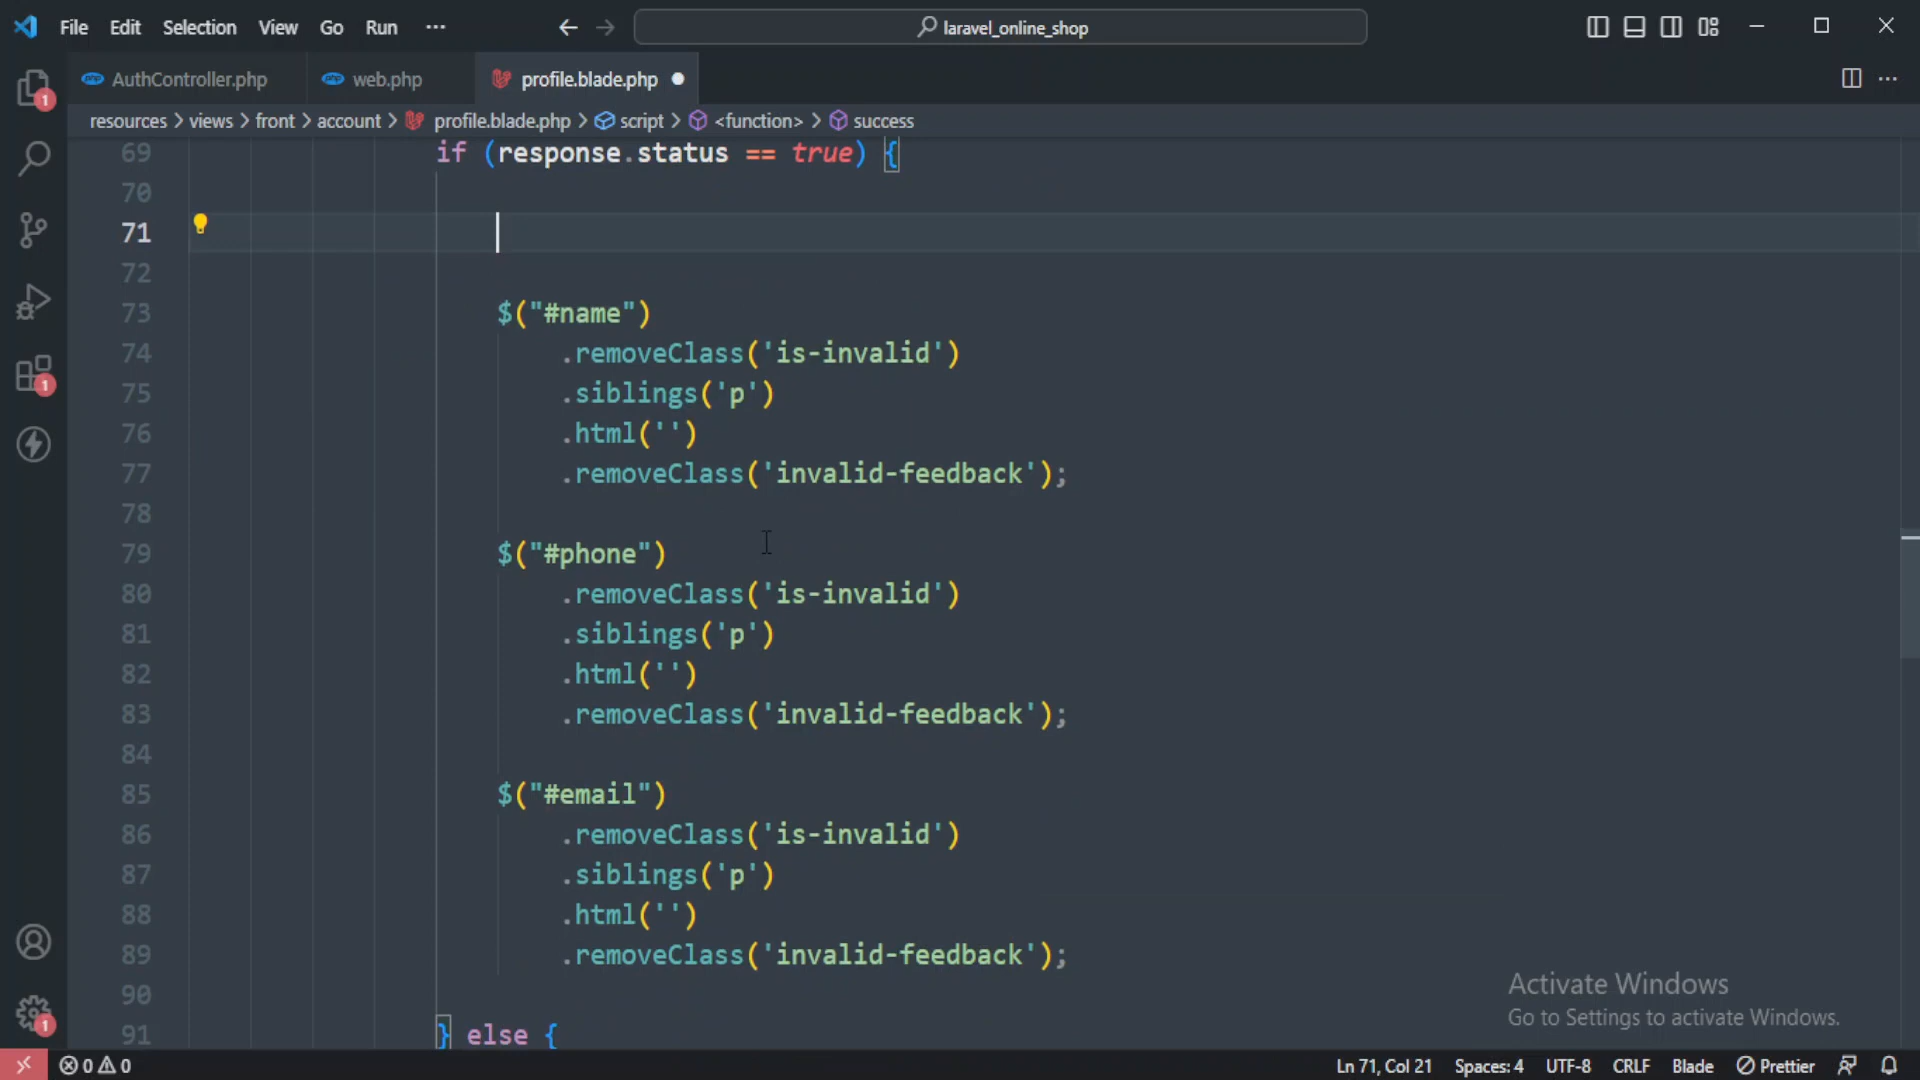 File Edit Selection View Go Run ··· laravel_online_shop
AuthController.php web.php profile.blade.php
resources > views > front > account > profile.blade.php > script > <function> > success
69 if (response.status == true) {
70
71
72
73 $("#name")
74 .removeClass('is-invalid')
75 .siblings('p')
76 .html('')
77 .removeClass('invalid-feedback');
78
79 $("#phone")
80 .removeClass('is-invalid')
81 .siblings('p')
82 .html('')
83 .removeClass('invalid-feedback');
84
85 $("#email")
86 .removeClass('is-invalid')
87 .siblings('p')
88 .html('')
89 .removeClass('invalid-feedback');
90
91 } else {
1
1
1
Activate Windows
Go to Settings to activate Windows.
0 0 Ln 71, Col 21 Spaces: 4 UTF-8 CRLF Blade Prettier